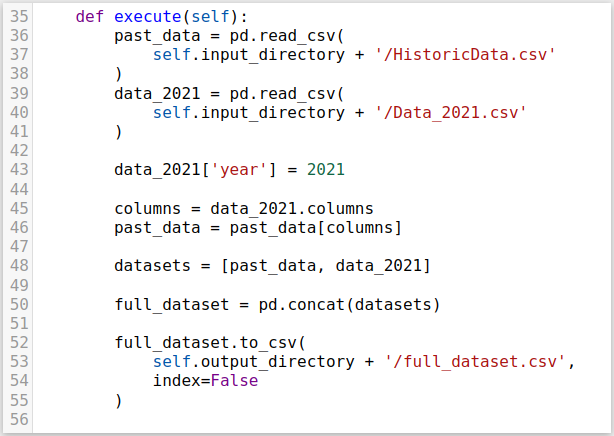 35     def execute(self):
36         past_data = pd.read_csv(
37             self.input_directory + '/HistoricData.csv'
38         )
39         data_2021 = pd.read_csv(
40             self.input_directory + '/Data_2021.csv'
41         )
42
43         data_2021['year'] = 2021
44
45         columns = data_2021.columns
46         past_data = past_data[columns]
47
48         datasets = [past_data, data_2021]
49
50         full_dataset = pd.concat(datasets)
51
52         full_dataset.to_csv(
53             self.output_directory + '/full_dataset.csv',
54             index=False
55         )
56